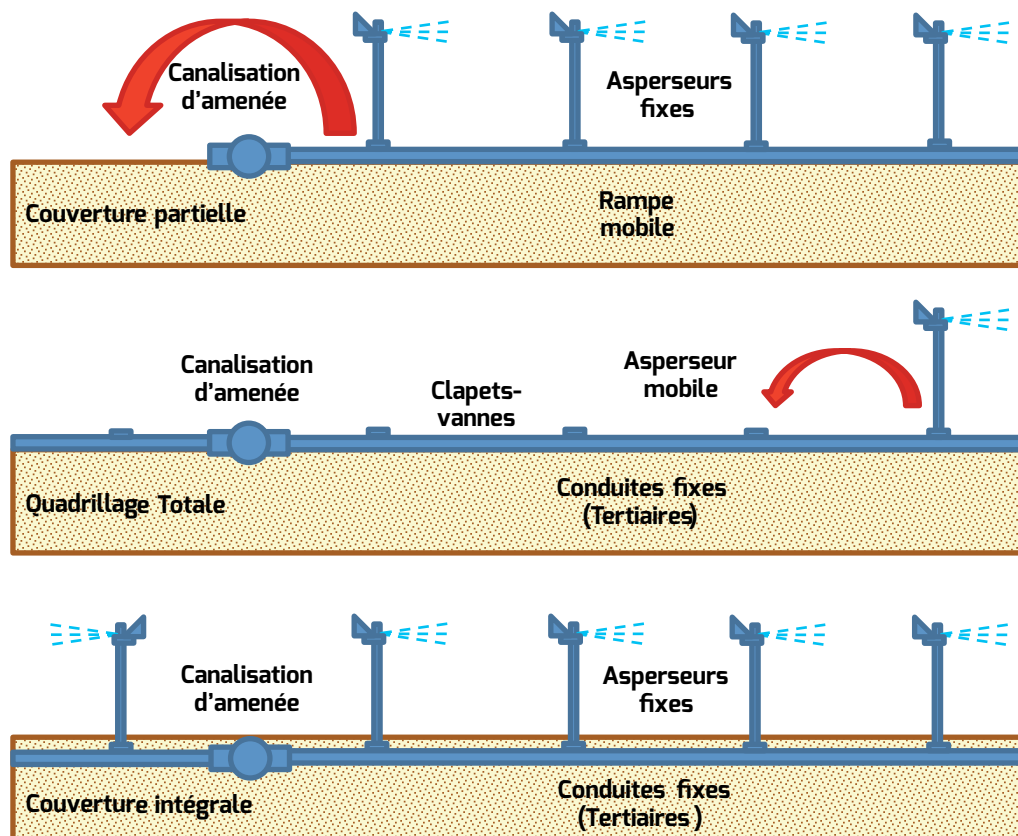 Canalisation
d'amenée
Asperseurs
fixes
Couverture partielle
Rampe
mobile
Canalisation
d'amenée
Clapets-
vannes
Asperseur
mobile
Quadrillage Totale
Conduites fixes
(Tertiaires)
Canalisation
d'amenée
Asperseurs
fixes
Couverture intégrale
Conduites fixes
(Tertiaires )